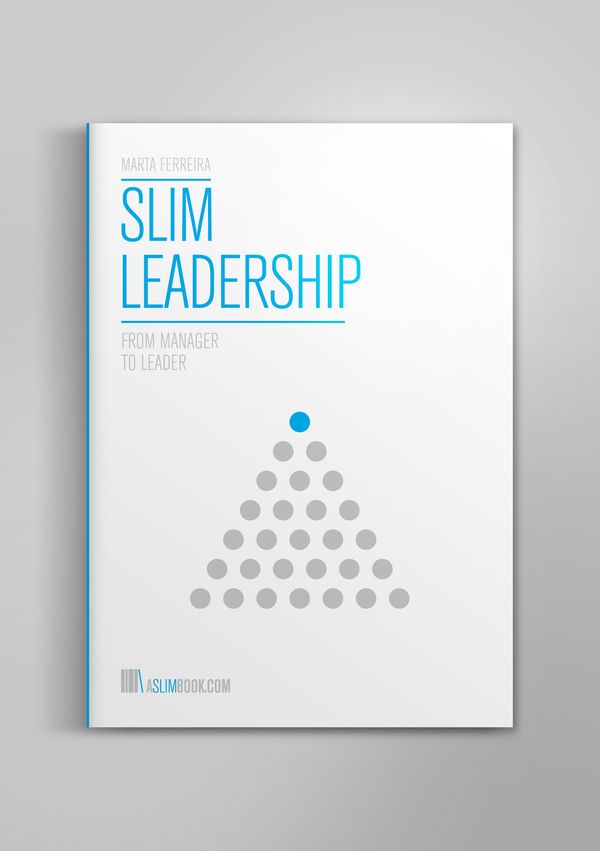 MARTA FERREIRA
SLIM
LEADERSHIP
FROM MANAGER
TO LEADER
ASLIMBOOK.COM